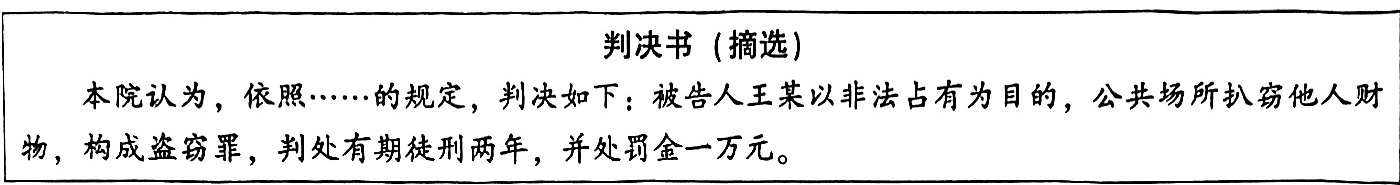 判决书（摘选）
本院认为，依照……的规定，判决如下：被告人王某以非法占有为目的，公共场所扒窃他人财
物，构成盗窃罪，判处有期徒刑两年，并处罚金一万元。